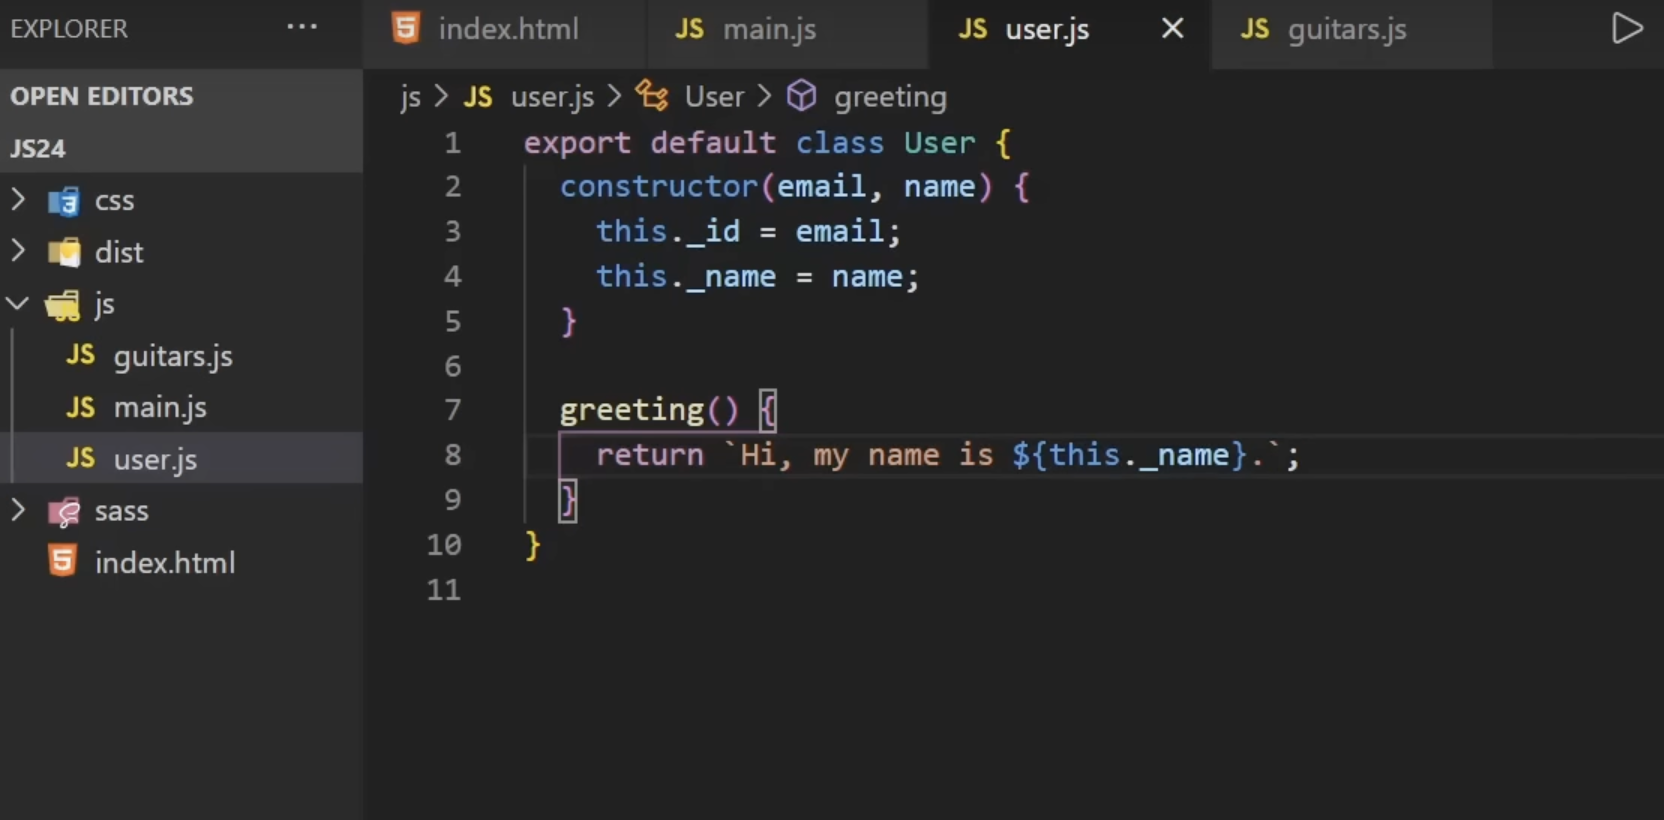 EXPLORER ...
OPEN EDITORS
JS24
css
dist
js
JS guitars.js
JS main.js
JS user.js
sass
5 index.html
5 index.html JS main.js JS user.js JS guitars.js
js > JS user.js > User > greeting
1 export default class User {
2 constructor(email, name) {
3 this._id = email;
4 this._name = name;
5 }
6
7 greeting() {
8 return `Hi, my name is ${this._name}.`;
9 }
10 }
11